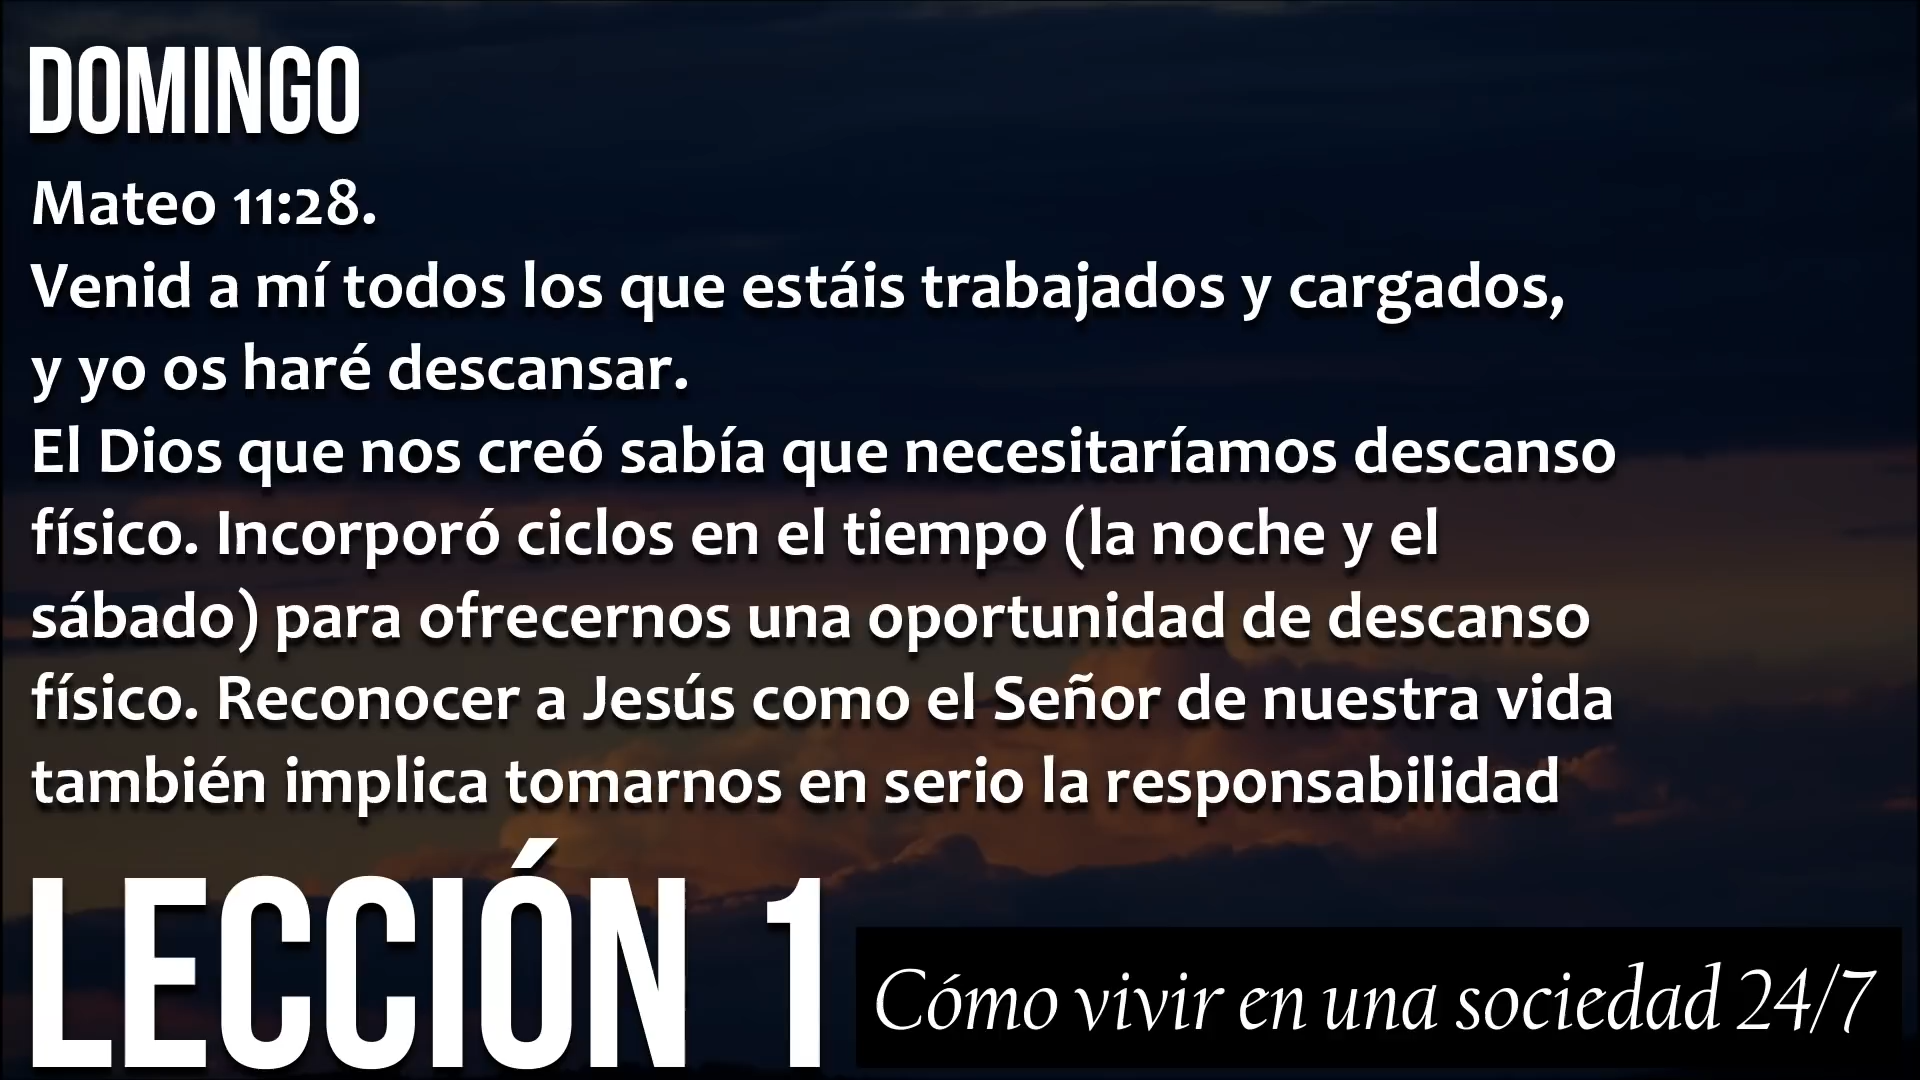 DOMINGO
Mateo 11:28.
Venid a mí todos los que estáis trabajados y cargados,
y yo os haré descansar.
El Dios que nos creó sabía que necesitaríamos descanso
físico. Incorporó ciclos en el tiempo (la noche y el
sábado) para ofrecernos una oportunidad de descanso
físico. Reconocer a Jesús como el Señor de nuestra vida
también implica tomarnos en serio la responsabilidad
LECCIÓN 1
Cómo vivir en una sociedad 24/7